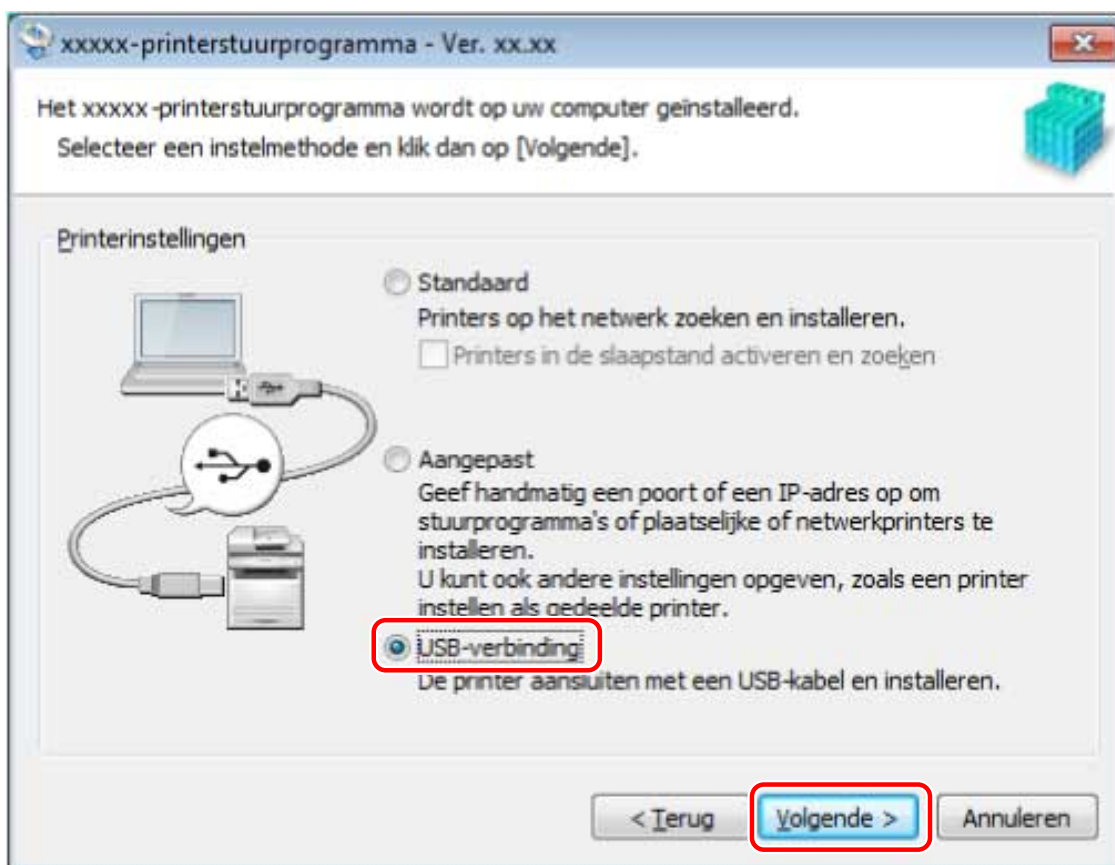 xxxxx-printerstuurprogramma - Ver. xx.xx
Het xxxxx-printerstuurprogramma wordt op uw computer geïnstalleerd.
Selecteer een instelmethode en klik dan op [Volgende].
Printerinstellingen
Standaard
Printers op het netwerk zoeken en installeren.
Printers in de slaapstand activeren en zoeken
Aangepast
Geef handmatig een poort of een IP-adres op om
stuurprogramma's of plaatselijke of netwerkprinters te
installeren.
U kunt ook andere instellingen opgeven, zoals een printer
instellen als gedeelde printer.
USB-verbinding
De printer aansluiten met een USB-kabel en installeren.
< Terug
Volgende >
Annuleren